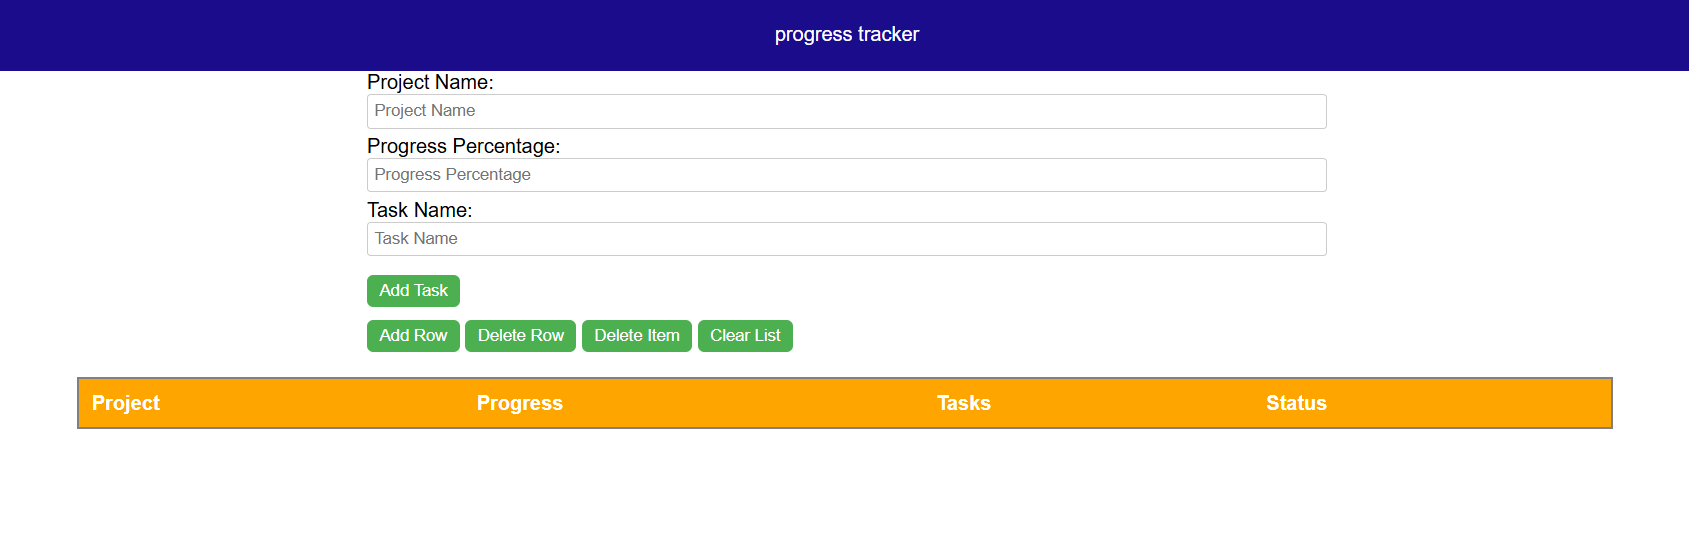 progress tracker
Project Name:
Project Name
Progress Percentage:
Progress Percentage
Task Name:
Task Name
Add Task
Add Row Delete Row Delete Item Clear List
Project Progress Tasks Status